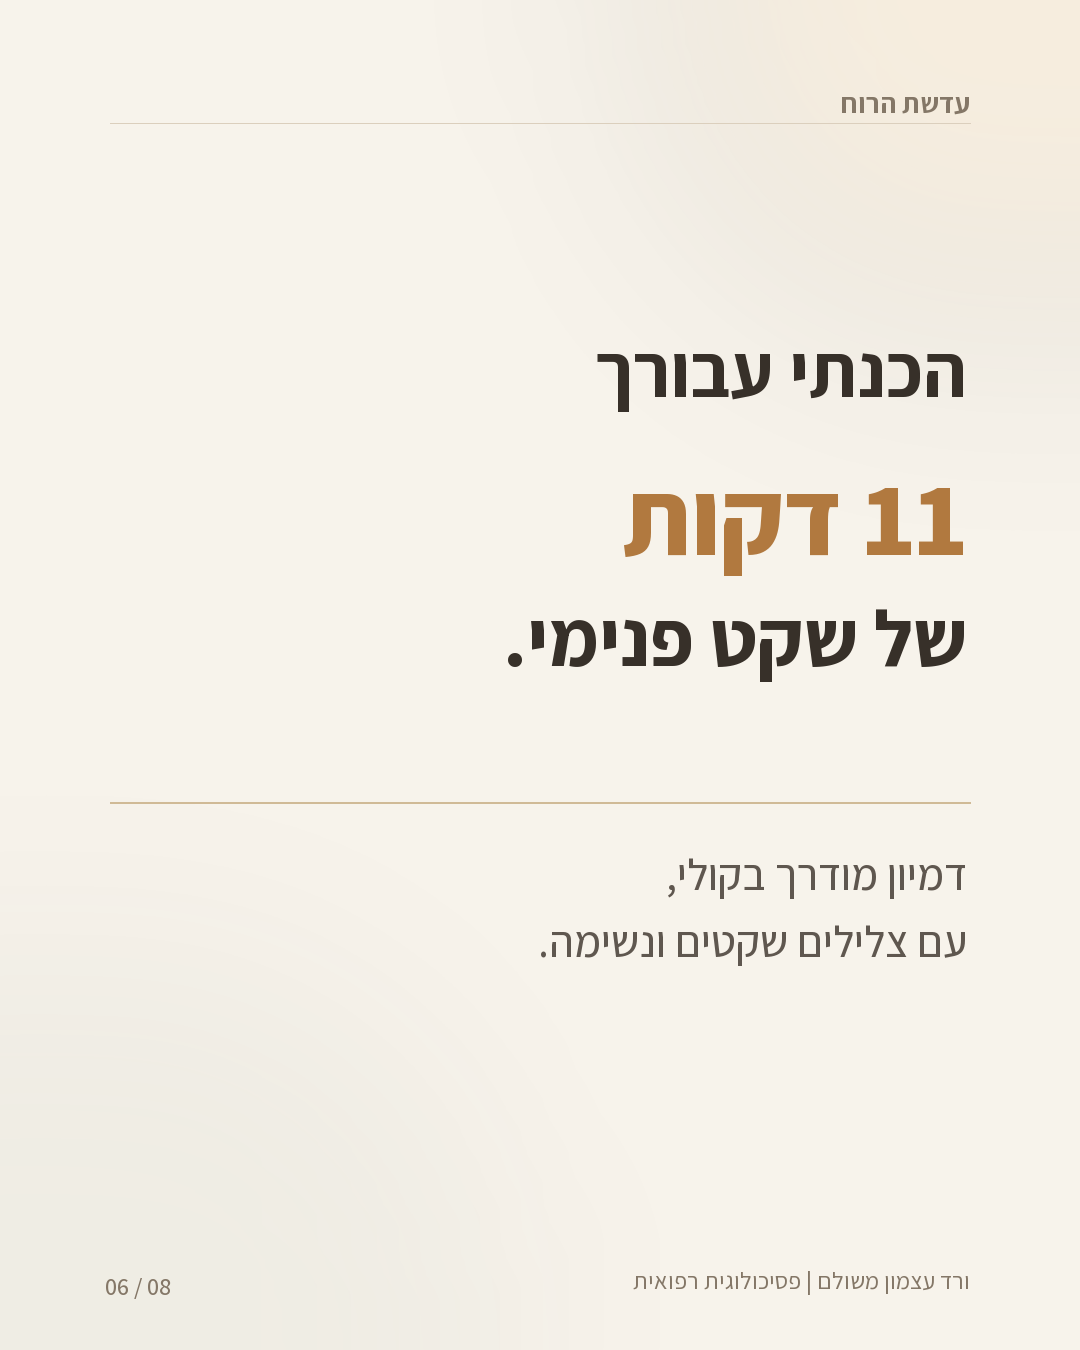 עדשת הרוח
הכנתי עבורך
11 דקות
של שקט פנימי.
דמיון מודרך בקולי,
עם צלילים שקטים ונשימה.
ורד עצמון משולם | פסיכולוגית רפואית
06 / 08